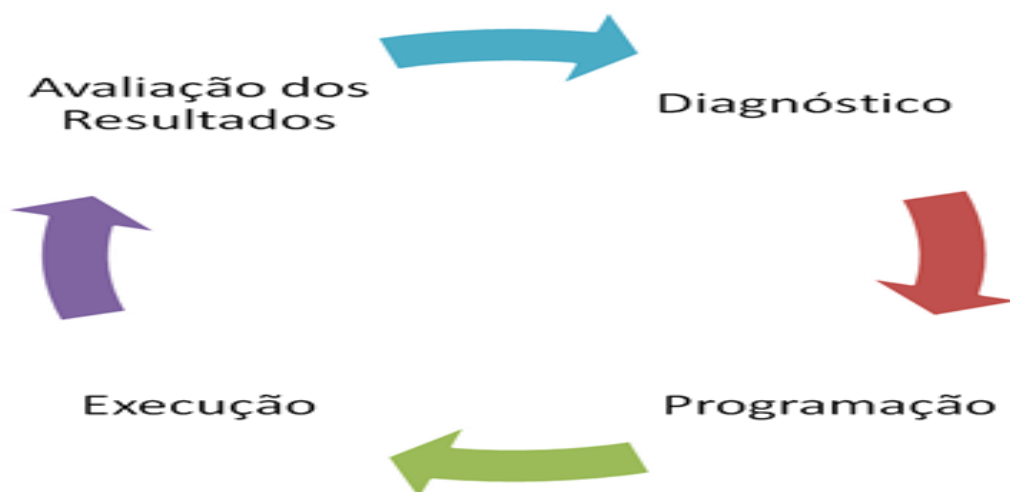 Avaliação dos
Resultados
Diagnóstico
Execução
Programação